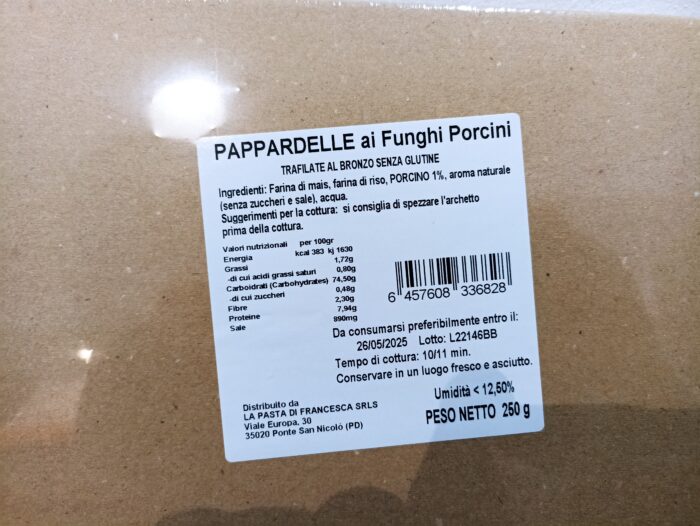 PAPPARDELLE ai Funghi Porcini
TRAFILATE AL BRONZO SENZA GLUTINE
Ingredienti: Farina di mais, farina di riso, PORCINO 1%, aroma naturale
(senza zuccheri e sale), acqua.
Suggerimenti per la cottura: si consiglia di spezzare l'archetto
prima della cottura.
Valori nutrizionali per 100gr
Energia kcal 383 kj 1630
Grassi 1,72g
-di cui acidi grassi saturi 0,80g
Carboidrati (Carbohydrates) 74,50g
-di cui zuccheri 0,48g
Fibre 2,30g
Proteine 7,94g
Sale 890mg
6 457608 336828
Da consumarsi preferibilmente entro il:
26/05/2025 Lotto: L22146BB
Tempo di cottura: 10/11 min.
Conservare in un luogo fresco e asciutto.
Umidità < 12,50%
PESO NETTO 250 g
Distribuito da
LA PASTA DI FRANCESCA SRLS
Viale Europa, 30
35020 Ponte San Nicoló (PD)